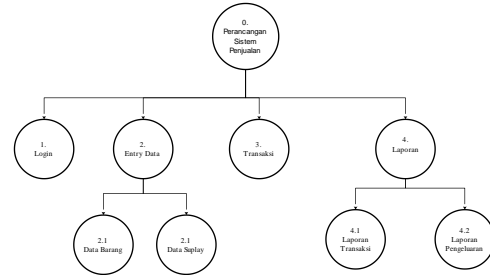 0.
Perancangan
Sistem
Penjualan
1.
Login
2.
Entry Data
3.
Transaksi
4.
Laporan
2.1
Data Barang
2.1
Data Suplay
4.1
Laporan
Transaksi
4.2
Laporan
Pengeluaran